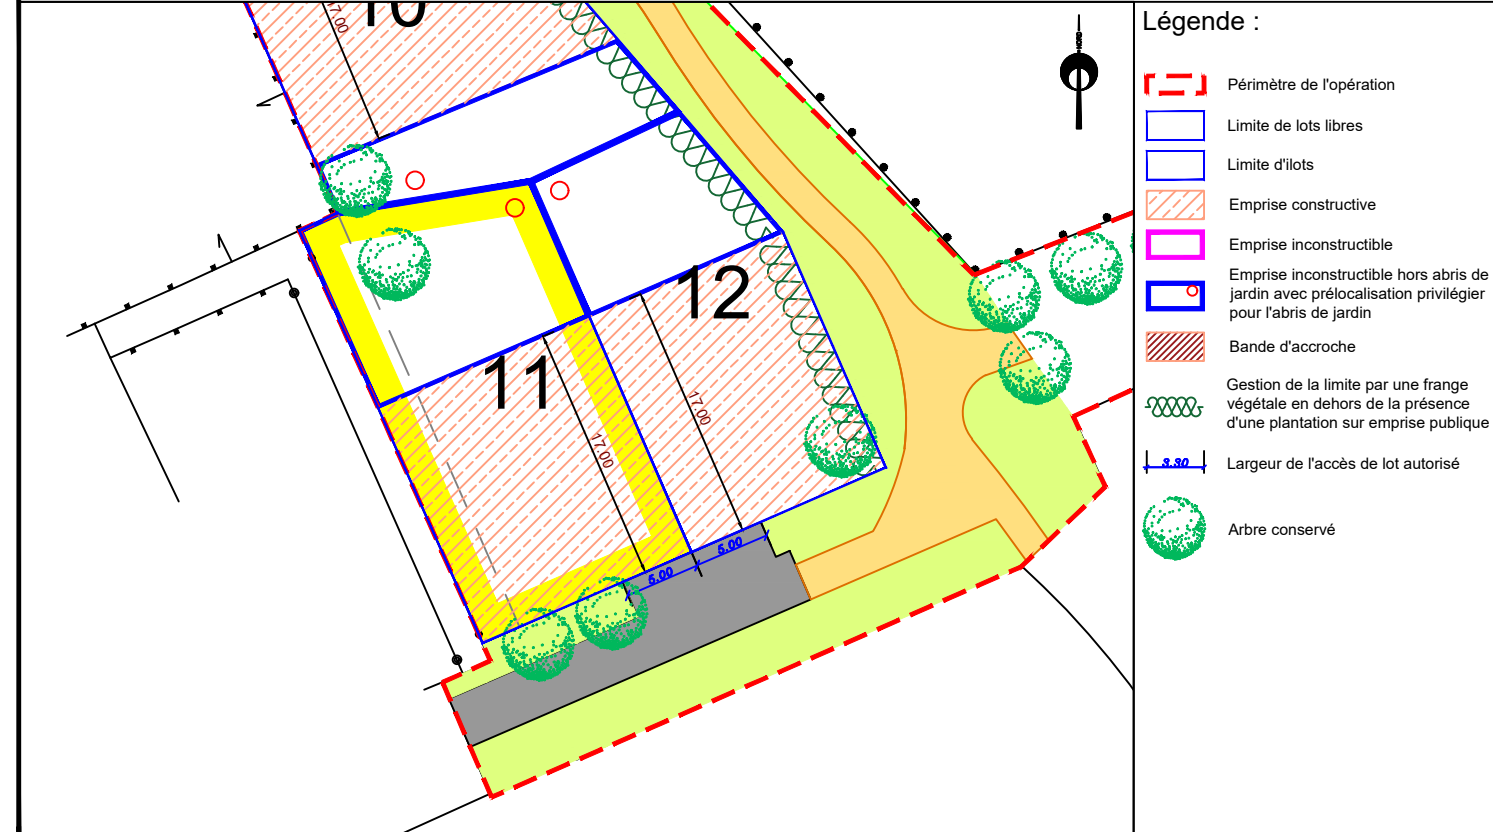 10
17.00
NORD
12
11
17.00
17.00
5.00
5.00
Légende :
Périmètre de l'opération
Limite de lots libres
Limite d'ilots
Emprise constructive
Emprise inconstructible
Emprise inconstructible hors abris de
jardin avec prélocalisation privilégier
pour l'abris de jardin
Bande d'accroche
Gestion de la limite par une frange
végétale en dehors de la présence
d'une plantation sur emprise publique
3.30
Largeur de l'accès de lot autorisé
Arbre conservé